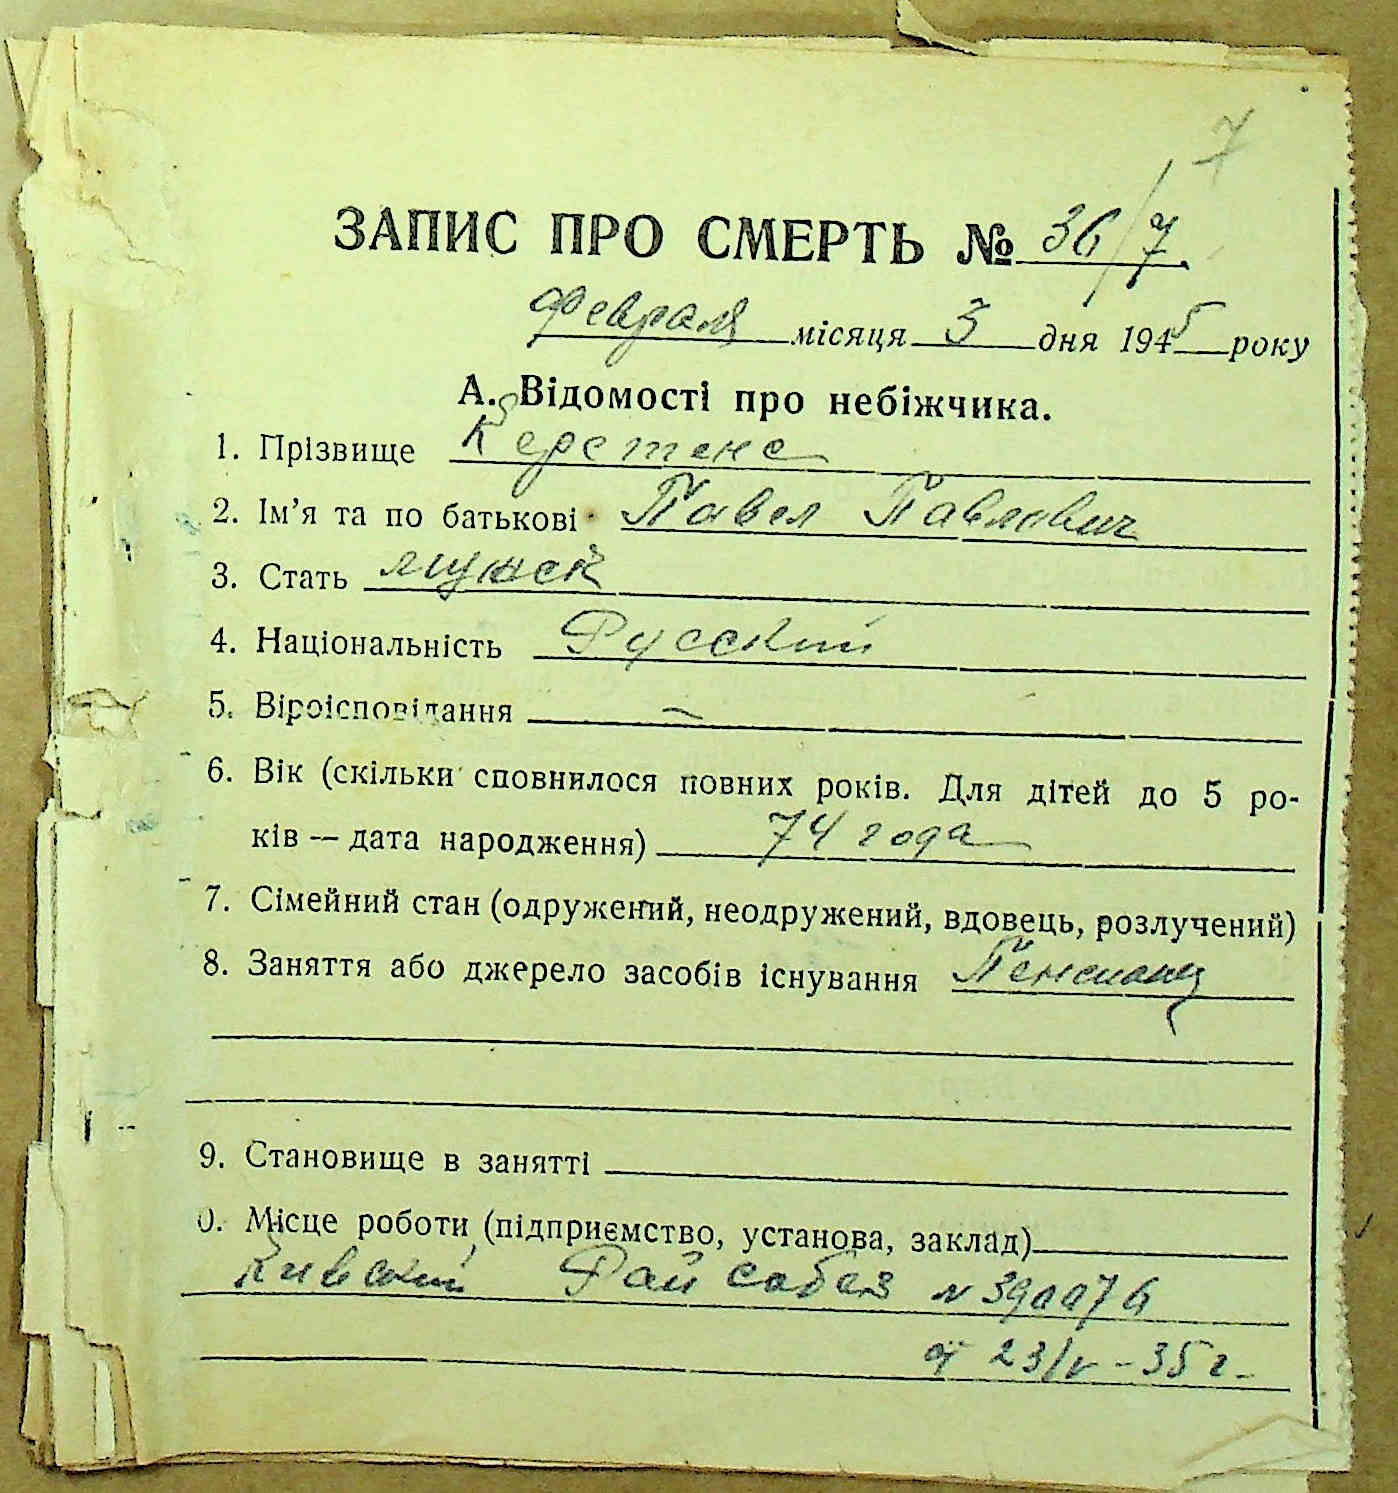 7
ЗАПИС ПРО СМЕРТЬ № 36/7
февраля місяця 3 дня 1945 року
А. Відомості про небіжчика.
1. Прізвище Керстенс
2. Ім'я та по батькові Павел Павлович
3. Стать мужск
4. Національність Русский
5. Віроісповідання —
6. Вік (скільки сповнилося повних років. Для дітей до 5 ро-
ків — дата народження) 74 года
7. Сімейний стан (одружений, неодружений, вдовець, розлучений)
8. Заняття або джерело засобів існування Пенсионер
9. Становище в занятті
0. Місце роботи (підприємство, установа, заклад)
Киевский Райсобез № 390076
от 23/V - 35 г.